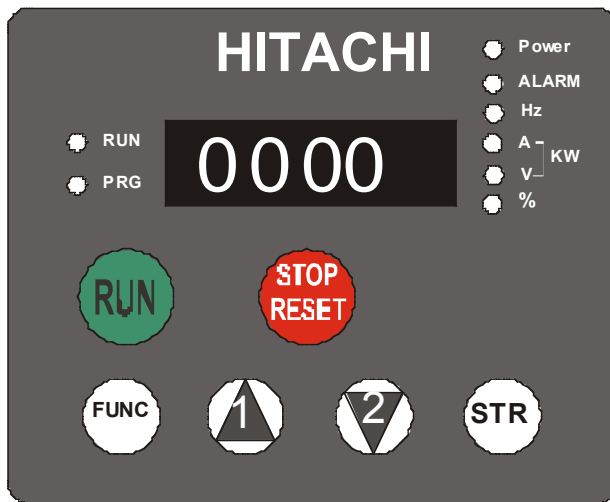 HITACHI
Power
ALARM
Hz
A
KW
V
%
RUN
PRG
0000
RUN
STOP
RESET
FUNC
1
2
STR